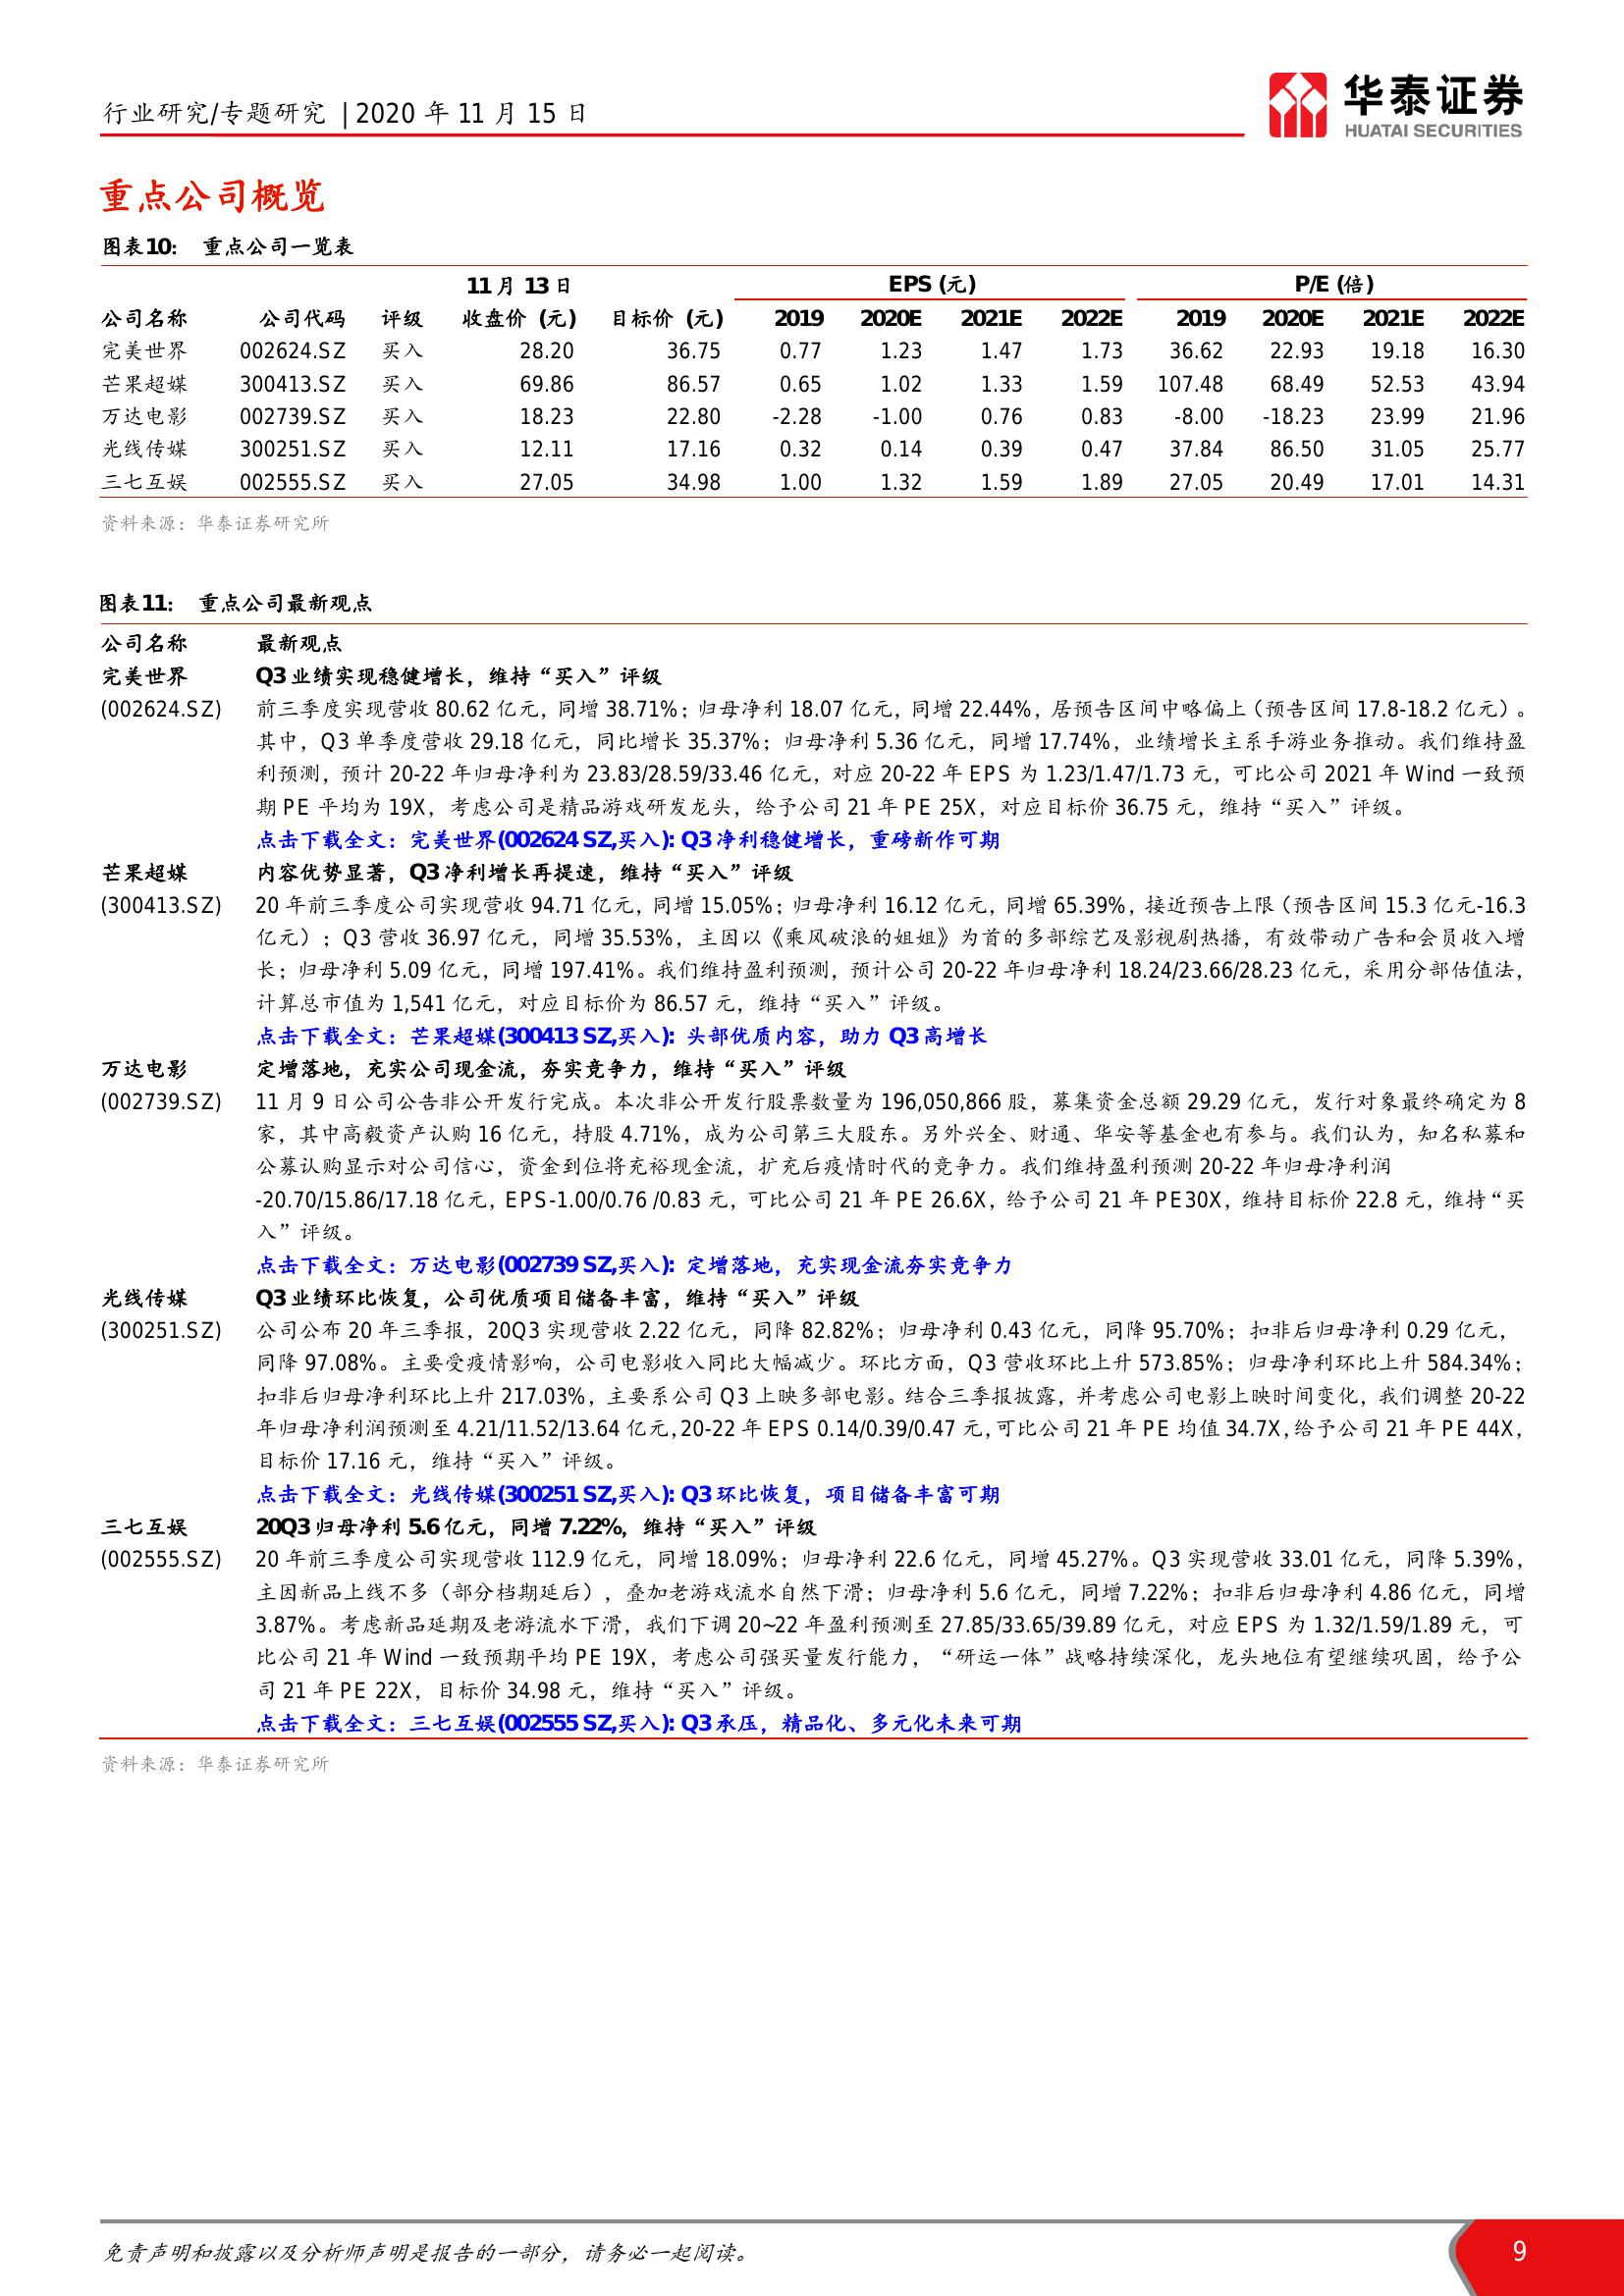 行业研究/专题研究 | 2020 年 11 月 15 日
华泰证券
HUATAI SECURITIES
重点公司概览
图表10： 重点公司一览表
11 月 13 日 EPS (元) P/E (倍)
公司名称 公司代码 评级 收盘价 (元) 目标价 (元) 2019 2020E 2021E 2022E 2019 2020E 2021E 2022E
完美世界 002624.SZ 买入 28.20 36.75 0.77 1.23 1.47 1.73 36.62 22.93 19.18 16.30
芒果超媒 300413.SZ 买入 69.86 86.57 0.65 1.02 1.33 1.59 107.48 68.49 52.53 43.94
万达电影 002739.SZ 买入 18.23 22.80 -2.28 -1.00 0.76 0.83 -8.00 -18.23 23.99 21.96
光线传媒 300251.SZ 买入 12.11 17.16 0.32 0.14 0.39 0.47 37.84 86.50 31.05 25.77
三七互娱 002555.SZ 买入 27.05 34.98 1.00 1.32 1.59 1.89 27.05 20.49 17.01 14.31
资料来源：华泰证券研究所
图表11： 重点公司最新观点
公司名称 最新观点
完美世界 Q3 业绩实现稳健增长，维持“买入”评级
(002624.SZ) 前三季度实现营收 80.62 亿元，同增 38.71%；归母净利 18.07 亿元，同增 22.44%，居预告区间中略偏上（预告区间 17.8-18.2 亿元）。
其中，Q3 单季度营收 29.18 亿元，同比增长 35.37%；归母净利 5.36 亿元，同增 17.74%，业绩增长主系手游业务推动。我们维持盈
利预测，预计 20-22 年归母净利为 23.83/28.59/33.46 亿元，对应 20-22 年 EPS 为 1.23/1.47/1.73 元，可比公司 2021 年 Wind 一致预
期 PE 平均为 19X，考虑公司是精品游戏研发龙头，给予公司 21 年 PE 25X，对应目标价 36.75 元，维持“买入”评级。
点击下载全文：完美世界(002624 SZ,买入): Q3 净利稳健增长，重磅新作可期
芒果超媒 内容优势显著，Q3 净利增长再提速，维持“买入”评级
(300413.SZ) 20 年前三季度公司实现营收 94.71 亿元，同增 15.05%；归母净利 16.12 亿元，同增 65.39%，接近预告上限（预告区间 15.3 亿元-16.3
亿元）；Q3 营收 36.97 亿元，同增 35.53%，主因以《乘风破浪的姐姐》为首的多部综艺及影视剧热播，有效带动广告和会员收入增
长；归母净利 5.09 亿元，同增 197.41%。我们维持盈利预测，预计公司 20-22 年归母净利 18.24/23.66/28.23 亿元，采用分部估值法，
计算总市值为 1,541 亿元，对应目标价为 86.57 元，维持“买入”评级。
点击下载全文：芒果超媒(300413 SZ,买入): 头部优质内容，助力 Q3 高增长
万达电影 定增落地，充实公司现金流，夯实竞争力，维持“买入”评级
(002739.SZ) 11 月 9 日公司公告非公开发行完成。本次非公开发行股票数量为 196,050,866 股，募集资金总额 29.29 亿元，发行对象最终确定为 8
家，其中高毅资产认购 16 亿元，持股 4.71%，成为公司第三大股东。另外兴全、财通、华安等基金也有参与。我们认为，知名私募和
公募认购显示对公司信心，资金到位将充裕现金流，扩充后疫情时代的竞争力。我们维持盈利预测 20-22 年归母净利润
-20.70/15.86/17.18 亿元，EPS-1.00/0.76 /0.83 元，可比公司 21 年 PE 26.6X，给予公司 21 年 PE30X，维持目标价 22.8 元，维持“买
入”评级。
点击下载全文：万达电影(002739 SZ,买入): 定增落地，充实现金流夯实竞争力
光线传媒 Q3 业绩环比恢复，公司优质项目储备丰富，维持“买入”评级
(300251.SZ) 公司公布 20 年三季报，20Q3 实现营收 2.22 亿元，同降 82.82%；归母净利 0.43 亿元，同降 95.70%；扣非后归母净利 0.29 亿元，
同降 97.08%。主要受疫情影响，公司电影收入同比大幅减少。环比方面，Q3 营收环比上升 573.85%；归母净利环比上升 584.34%；
扣非后归母净利环比上升 217.03%，主要系公司 Q3 上映多部电影。结合三季报披露，并考虑公司电影上映时间变化，我们调整 20-22
年归母净利润预测至 4.21/11.52/13.64 亿元，20-22 年 EPS 0.14/0.39/0.47 元，可比公司 21 年 PE 均值 34.7X，给予公司 21 年 PE 44X，
目标价 17.16 元，维持“买入”评级。
点击下载全文：光线传媒(300251 SZ,买入): Q3 环比恢复，项目储备丰富可期
三七互娱 20Q3 归母净利 5.6 亿元，同增 7.22%，维持“买入”评级
(002555.SZ) 20 年前三季度公司实现营收 112.9 亿元，同增 18.09%；归母净利 22.6 亿元，同增 45.27%。Q3 实现营收 33.01 亿元，同降 5.39%，
主因新品上线不多（部分档期延后），叠加老游戏流水自然下滑；归母净利 5.6 亿元，同增 7.22%；扣非后归母净利 4.86 亿元，同增
3.87%。考虑新品延期及老游流水下滑，我们下调 20~22 年盈利预测至 27.85/33.65/39.89 亿元，对应 EPS 为 1.32/1.59/1.89 元，可
比公司 21 年 Wind 一致预期平均 PE 19X，考虑公司强买量发行能力，“研运一体”战略持续深化，龙头地位有望继续巩固，给予公
司 21 年 PE 22X，目标价 34.98 元，维持“买入”评级。
点击下载全文：三七互娱(002555 SZ,买入): Q3 承压，精品化、多元化未来可期
资料来源：华泰证券研究所
免责声明和披露以及分析师声明是报告的一部分，请务必一起阅读。
9